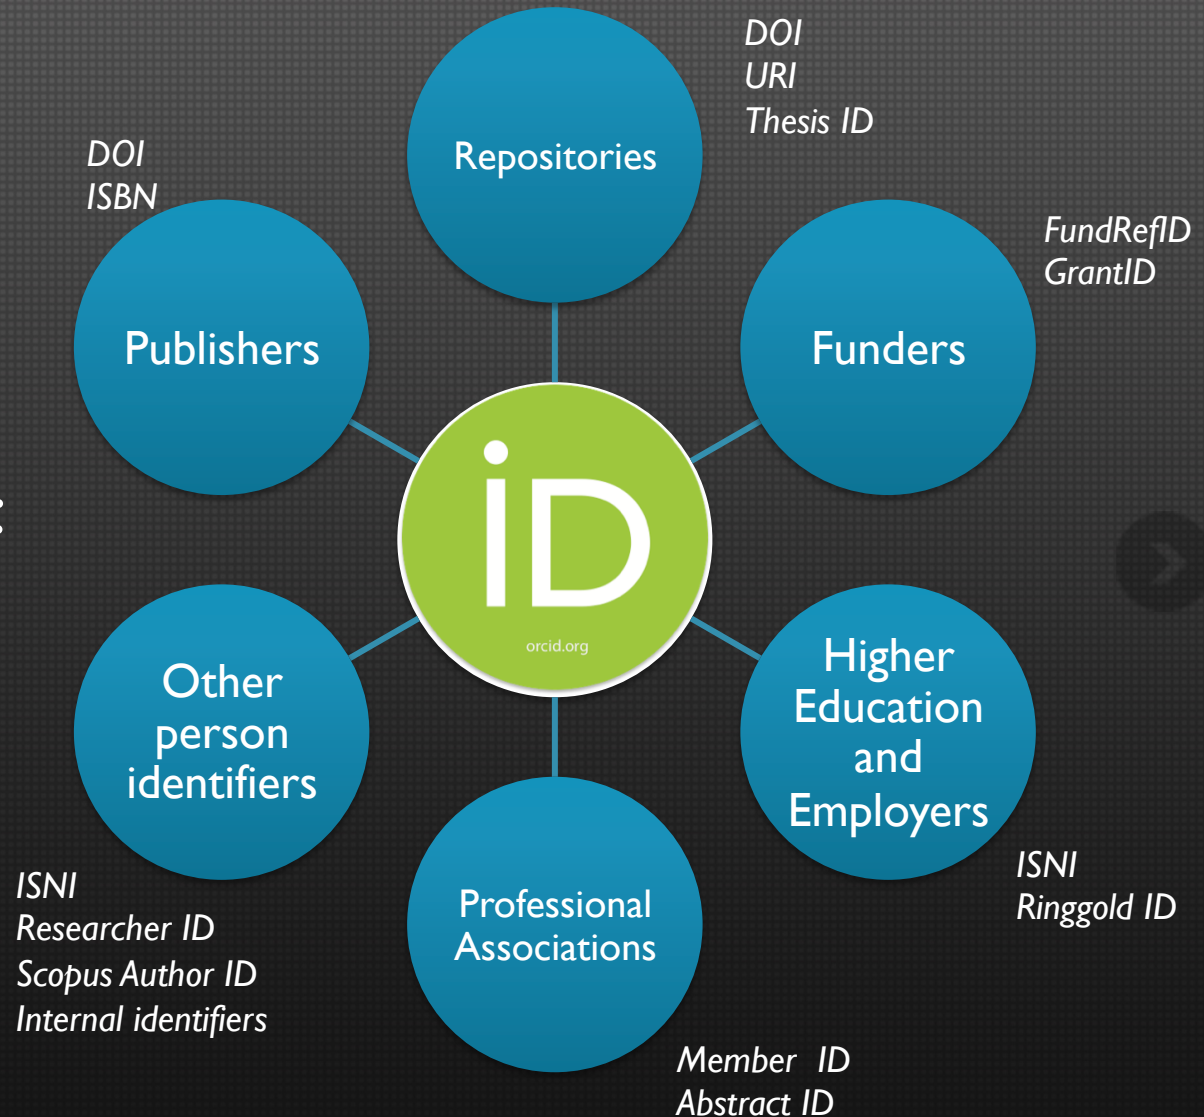 DOI
URI
Thesis ID
Repositories
DOI
ISBN
Publishers
FundRefID
GrantID
Funders
:
iD
orcid.org
Other
person
identifiers
ISNI
Researcher ID
Scopus Author ID
Internal identifiers
Higher
Education
and
Employers
ISNI
Ringgold ID
Professional
Associations
Member ID
Abstract ID